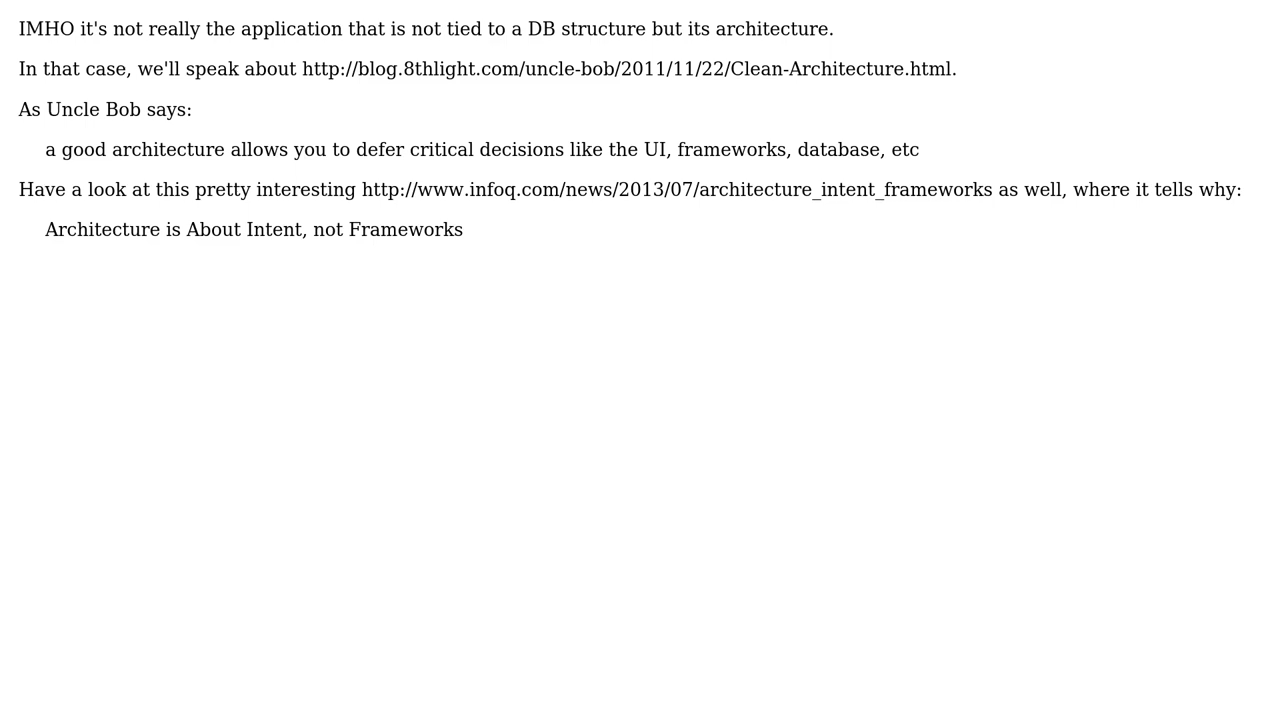 IMHO it's not really the application that is not tied to a DB structure but its architecture.
In that case, we'll speak about http://blog.8thlight.com/uncle-bob/2011/11/22/Clean-Architecture.html.
As Uncle Bob says:
a good architecture allows you to defer critical decisions like the UI, frameworks, database, etc
Have a look at this pretty interesting http://www.infoq.com/news/2013/07/architecture_intent_frameworks as well, where it tells why:
Architecture is About Intent, not Frameworks